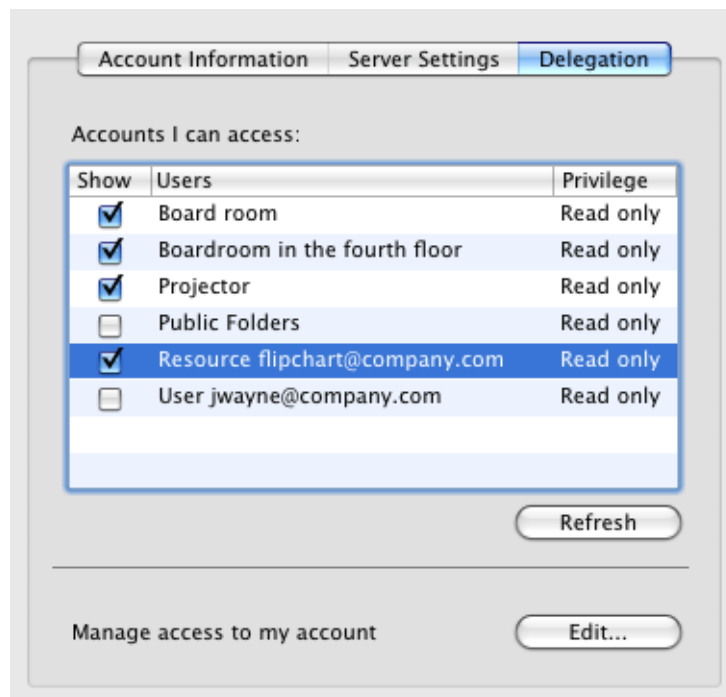 Account Information Server Settings Delegation
Accounts I can access:
Show Users Privilege
Board room Read only
Boardroom in the fourth floor Read only
Projector Read only
Public Folders Read only
Resource flipchart@company.com Read only
User jwayne@company.com Read only
Refresh
Manage access to my account Edit...